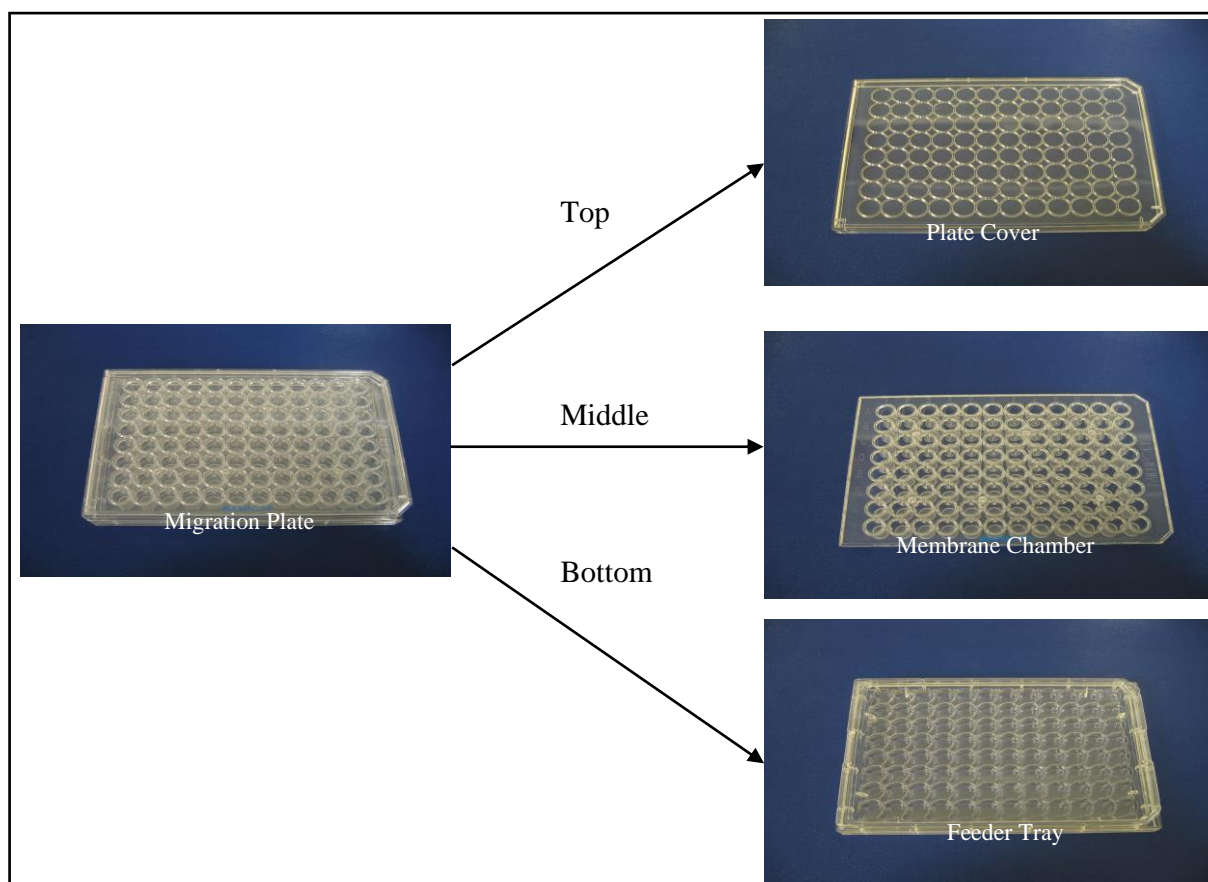 Top
Plate Cover
Migration Plate
Middle
Membrane Chamber
Bottom
Feeder Tray